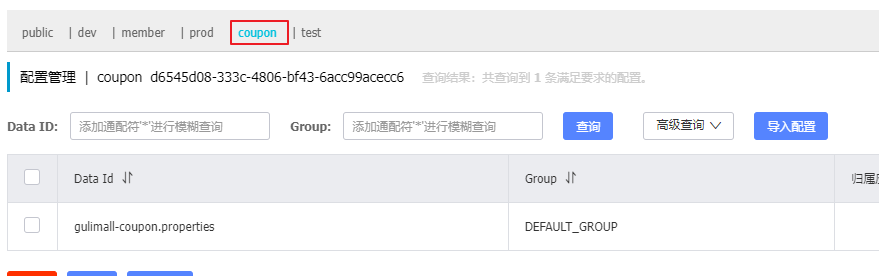 public | dev | member | prod coupon | test
配置管理 | coupon d6545d08-333c-4806-bf43-6acc99acecc6 查询结果：共查询到 1 条满足要求的配置。
Data ID: 添加通配符'*'进行模糊查询 Group: 添加通配符'*'进行模糊查询 查询 高级查询 导入配置
Data Id Group 归属
gulimall-coupon.properties DEFAULT_GROUP